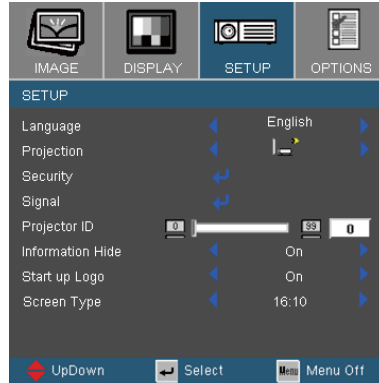 IMAGE DISPLAY SETUP OPTIONS
SETUP
Language English
Projection
Security
Signal
Projector ID 0 99 0
Information Hide On
Start up Logo On
Screen Type 16:10
UpDown Select Menu Menu Off